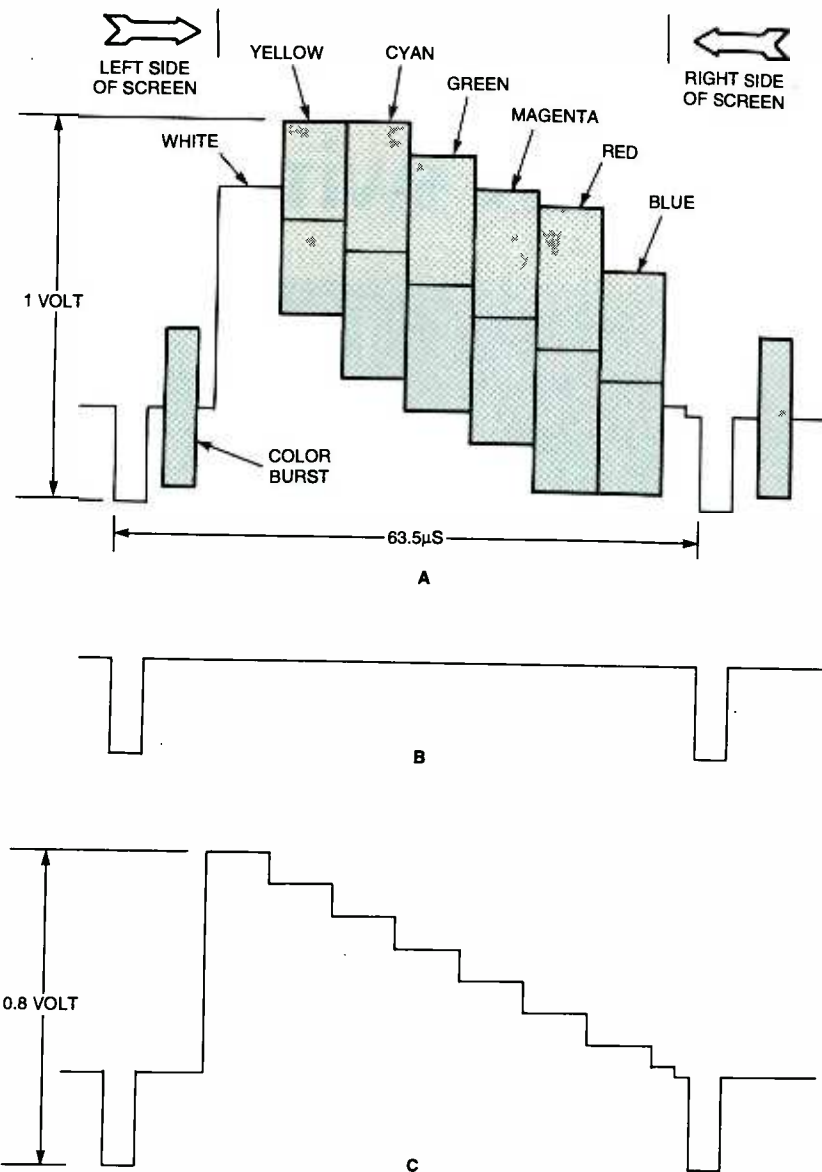 LEFT SIDE
OF SCREEN
YELLOW
CYAN
GREEN
MAGENTA
RED
BLUE
RIGHT SIDE
OF SCREEN
WHITE
1 VOLT
COLOR
BURST
63.5µS
A
B
0.8 VOLT
C